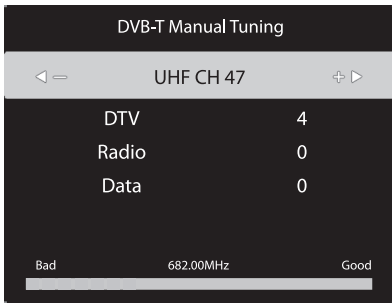 DVB-T Manual Tuning
UHF CH 47
DTV 4
Radio 0
Data 0
Bad 682.00MHz Good